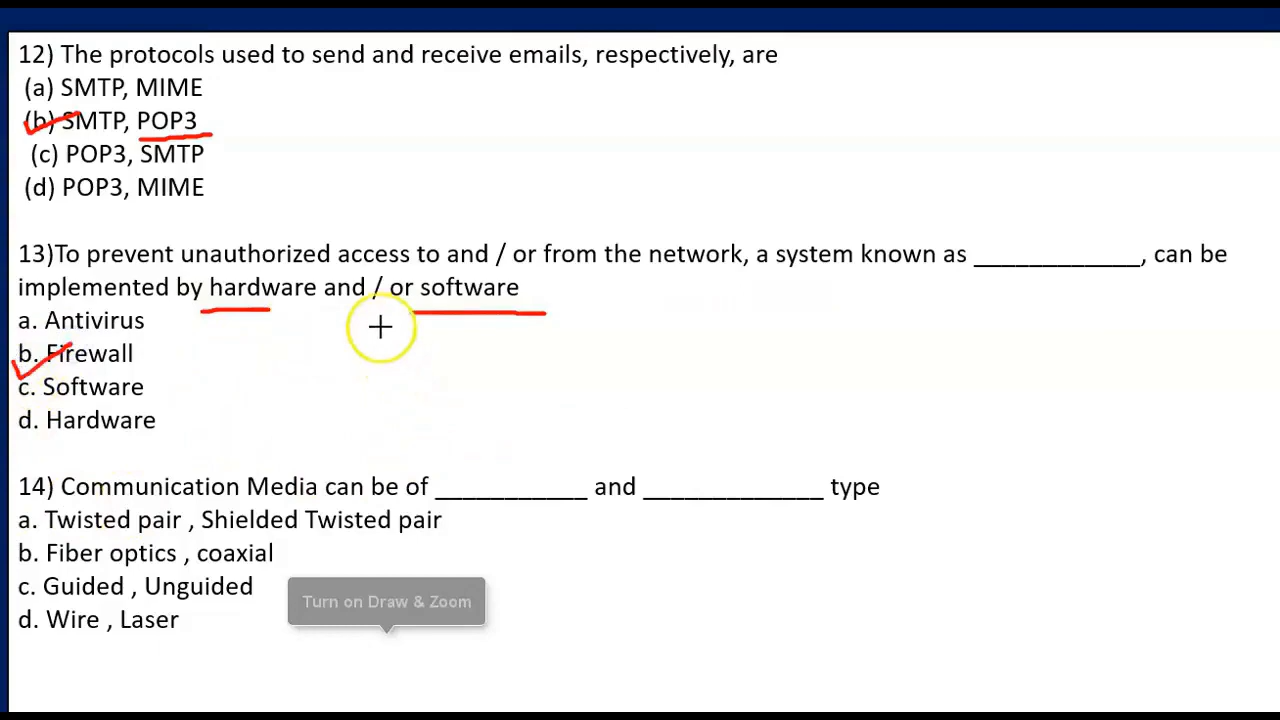 12) The protocols used to send and receive emails, respectively, are
(a) SMTP, MIME
(b) SMTP, POP3
(c) POP3, SMTP
(d) POP3, MIME
13)To prevent unauthorized access to and / or from the network, a system known as _____________, can be
implemented by hardware and / or software
a. Antivirus
b. Firewall
c. Software
d. Hardware
14) Communication Media can be of ___________ and _____________ type
a. Twisted pair , Shielded Twisted pair
b. Fiber optics , coaxial
c. Guided , Unguided
d. Wire , Laser
Turn on Draw & Zoom